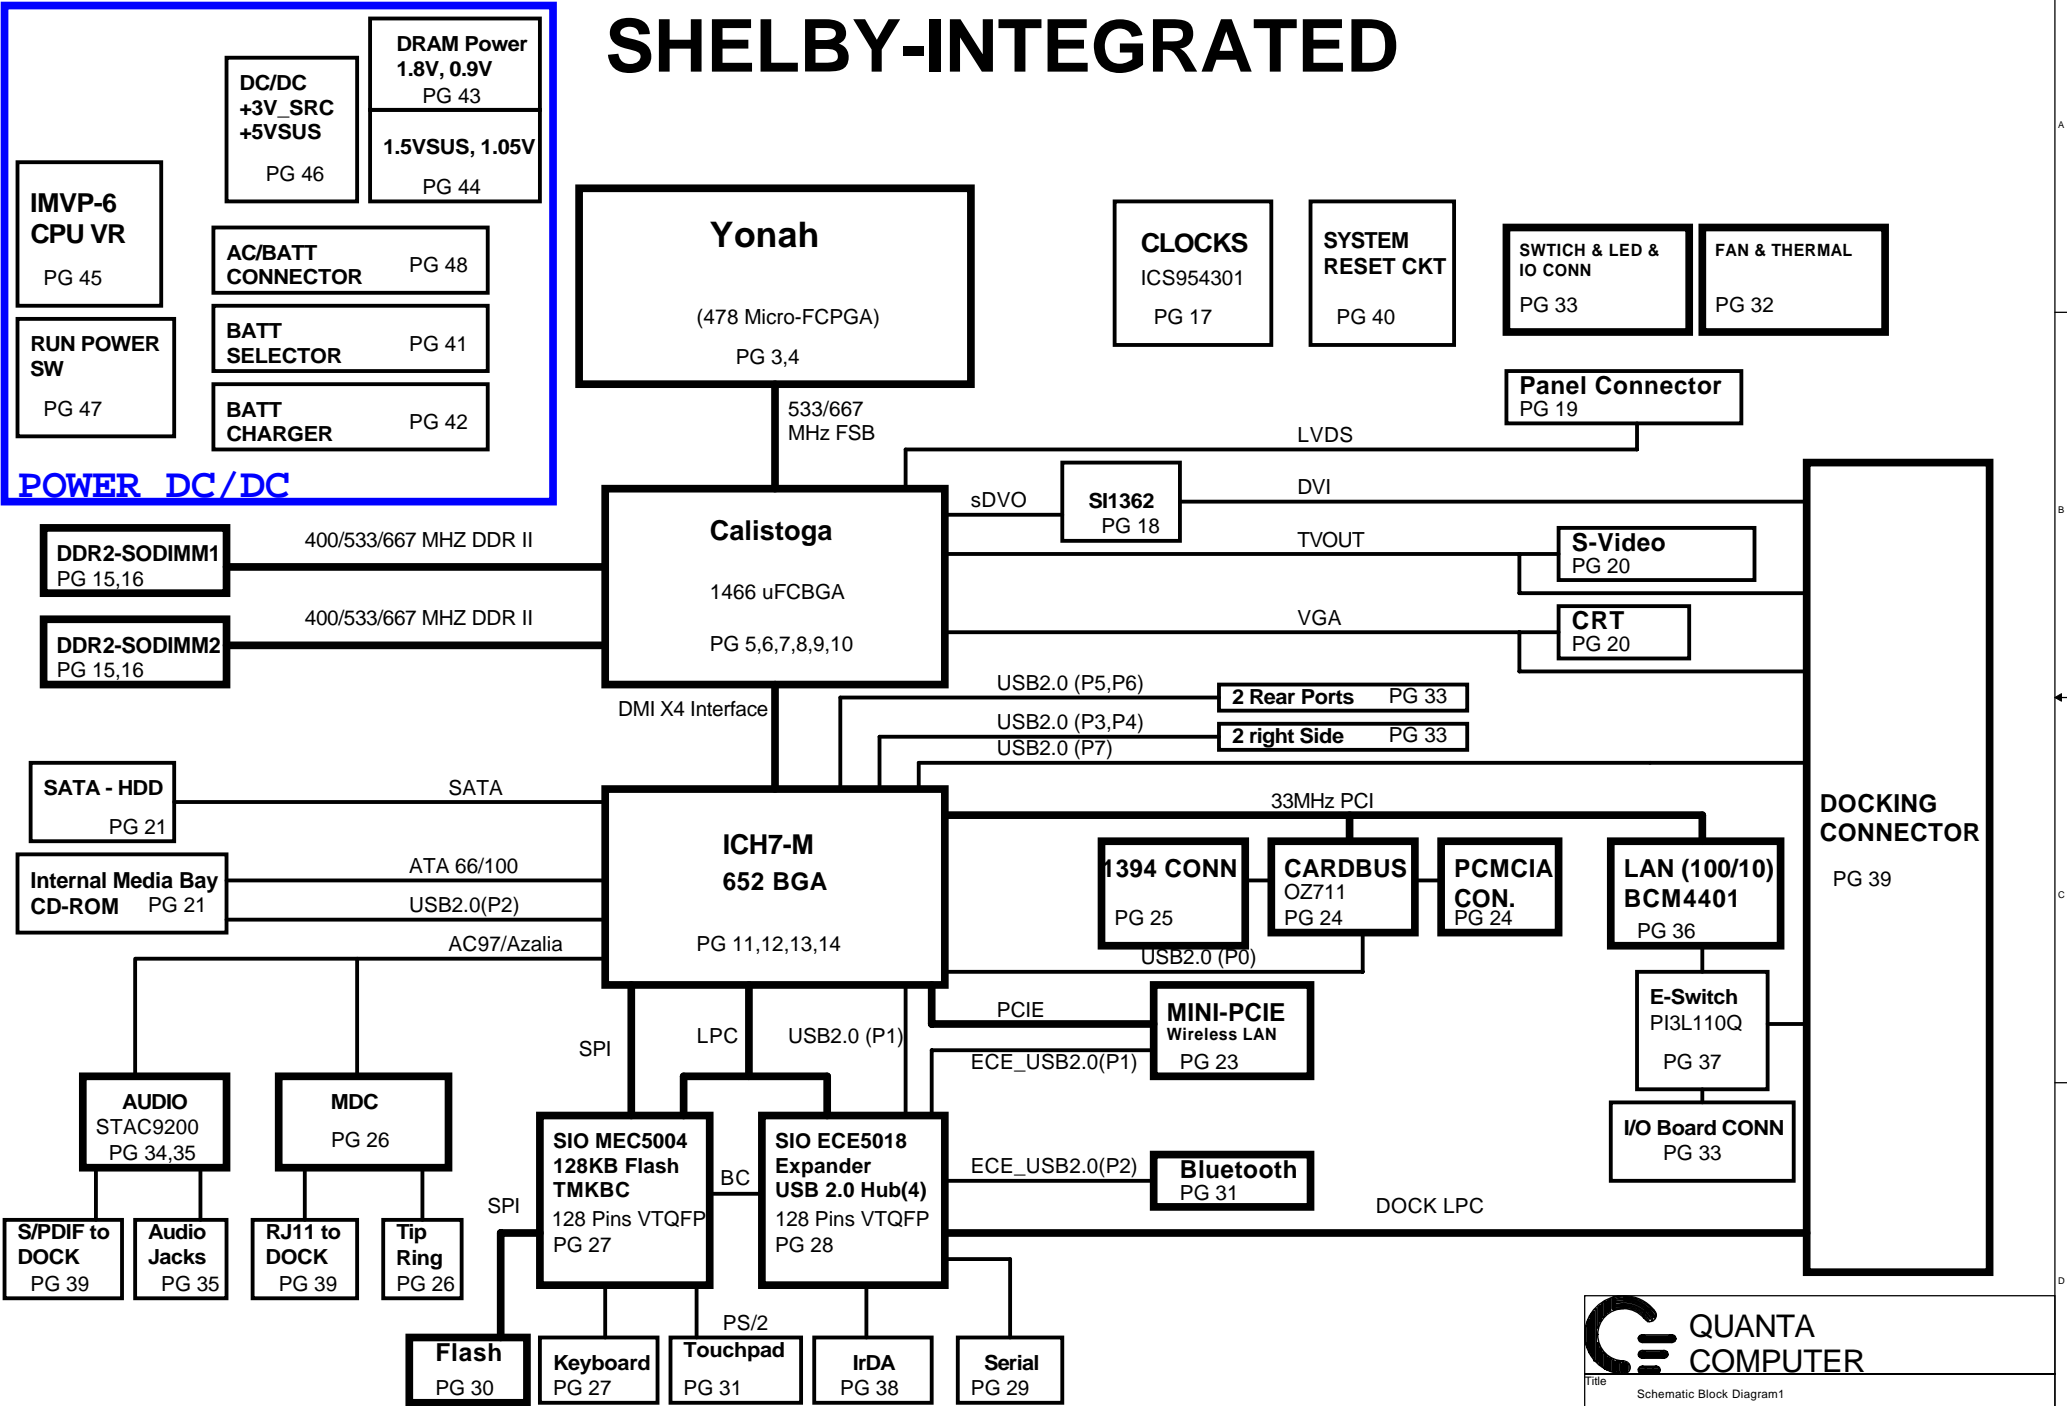 SHELBY-INTEGRATED
DRAM Power
1.8V, 0.9V
PG 43
DC/DC
+3V_SRC
+5VSUS
PG 46
1.5VSUS, 1.05V
PG 44
IMVP-6
CPU VR
PG 45
AC/BATT
CONNECTOR
PG 48
RUN POWER
SW
PG 47
BATT
SELECTOR
PG 41
BATT
CHARGER
PG 42
POWER DC/DC
Yonah
(478 Micro-FCPGA)
PG 3,4
CLOCKS
ICS954301
PG 17
SYSTEM
RESET CKT
PG 40
SWTICH & LED &
IO CONN
PG 33
FAN & THERMAL
PG 32
A
Panel Connector
PG 19
533/667
MHz FSB
LVDS
Calistoga
1466 uFCBGA
PG 5,6,7,8,9,10
sDVO
SI1362
PG 18
DVI
B
DDR2-SODIMM1
PG 15,16
400/533/667 MHZ DDR II
TVOUT
S-Video
PG 20
DDR2-SODIMM2
PG 15,16
400/533/667 MHZ DDR II
VGA
CRT
PG 20
DMI X4 Interface
USB2.0 (P5,P6)
2 Rear Ports PG 33
USB2.0 (P3,P4)
2 right Side PG 33
USB2.0 (P7)
DOCKING
CONNECTOR
PG 39
SATA - HDD
PG 21
SATA
ICH7-M
652 BGA
PG 11,12,13,14
33MHz PCI
Internal Media Bay
CD-ROM PG 21
ATA 66/100
USB2.0(P2)
AC97/Azalia
1394 CONN
PG 25
CARDBUS
OZ711
PG 24
PCMCIA
CON.
PG 24
LAN (100/10)
BCM4401
PG 36
C
USB2.0 (P0)
E-Switch
PI3L110Q
PG 37
PCIE
MINI-PCIE
Wireless LAN
PG 23
SPI
LPC
USB2.0 (P1)
ECE_USB2.0(P1)
AUDIO
STAC9200
PG 34,35
MDC
PG 26
SIO MEC5004
128KB Flash
TMKBC
128 Pins VTQFP
PG 27
BC
SIO ECE5018
Expander
USB 2.0 Hub(4)
128 Pins VTQFP
PG 28
ECE_USB2.0(P2)
Bluetooth
PG 31
I/O Board CONN
PG 33
DOCK LPC
SPI
S/PDIF to
DOCK
PG 39
Audio
Jacks
PG 35
RJ11 to
DOCK
PG 39
Tip
Ring
PG 26
D
Flash
PG 30
Keyboard
PG 27
PS/2
Touchpad
PG 31
IrDA
PG 38
Serial
PG 29
QUANTA
COMPUTER
Title
Schematic Block Diagram1